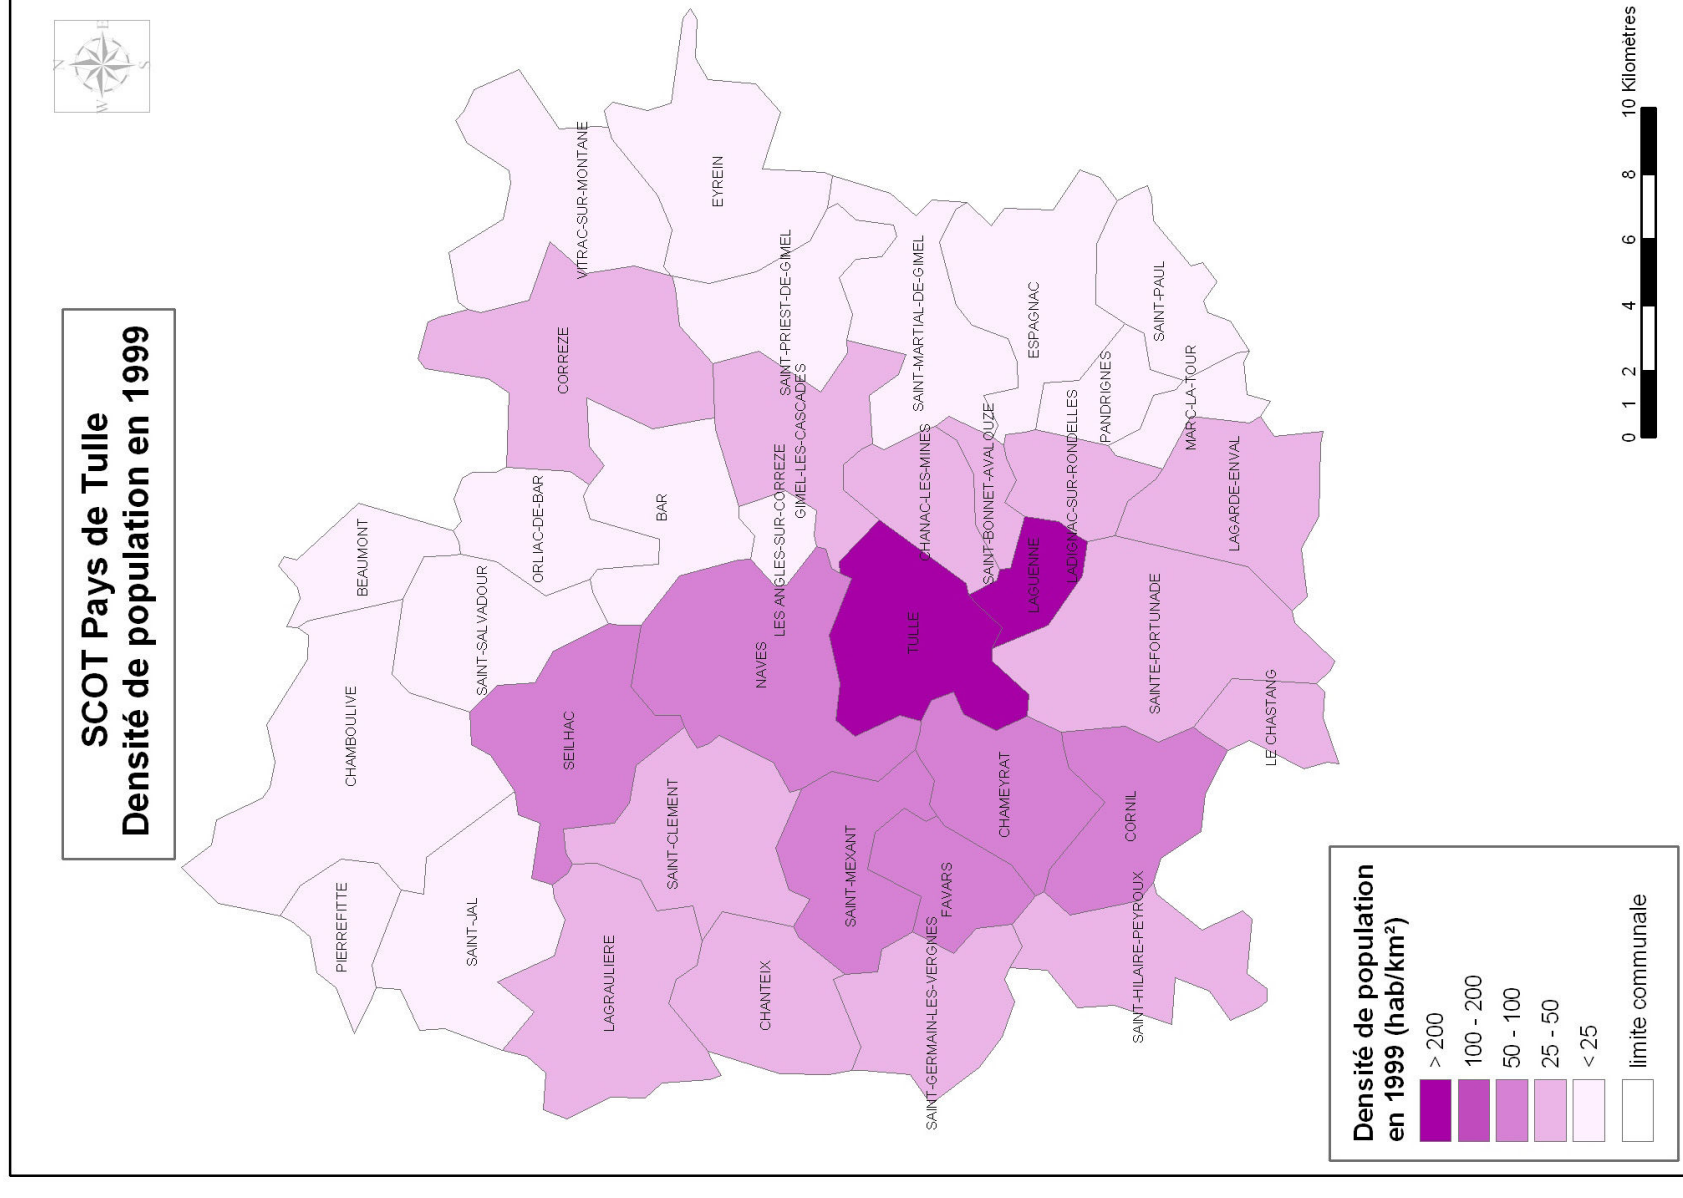 SCOT Pays de Tulle
Densité de population en 1999
N
E
S
W
BEAUMONT
CHAMBOULIVE
PIERREFITTE
SAINT-SALVADOUR
ORLIAC-DE-BAR
CORREZE
VITRAC-SUR-MONTANE
SAINT-JAL
SEILHAC
BAR
EYREIN
LAGRAULIERE
SAINT-CLEMENT
NAVES
LES ANGLES-SUR-CORREZE
GIMEL-LES-CASCADES
SAINT-PRIEST-DE-GIMEL
CHANTEIX
SAINT-MEXANT
TULLE
CHANAC-LES-MINES
SAINT-MARTIAL-DE-GIMEL
SAINT-GERMAIN-LES-VERGNES
FAVARS
CHAMEYRAT
LAGUENNE
SAINT-BONNET-AVALOUZE
ESPAGNAC
LADIGNAC-SUR-RONDELLES
PANDRIGNES
SAINT-PAUL
SAINT-HILAIRE-PEYROUX
CORNIL
SAINTE-FORTUNADE
MARC-LA-TOUR
LAGARDE-ENVAL
LE CHASTANG
Densité de population
en 1999 (hab/km²)
> 200
100 - 200
50 - 100
25 - 50
< 25
limite communale
0 1 2 4 6 8 10 Kilomètres